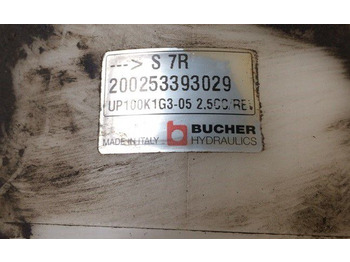 ---> S 7R
200253393029
UP100K1G3-05 2.5CC/REV
MADE IN ITALY b BUCHER HYDRAULICS